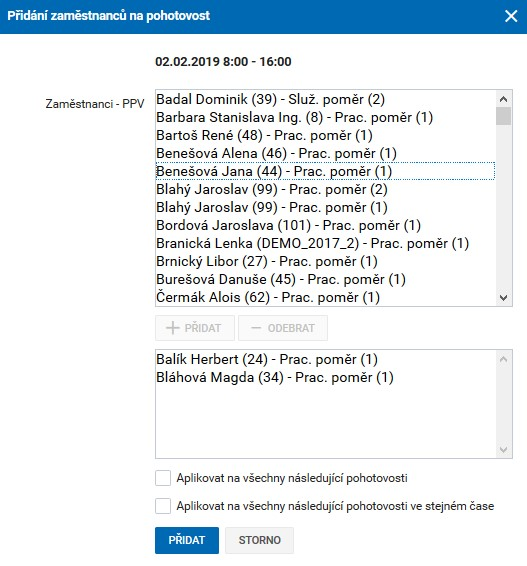 Přidání zaměstnanců na pohotovost
02.02.2019 8:00 - 16:00
Zaměstnanci - PPV
Badal Dominik (39) - Služ. poměr (2)
Barbara Stanislava Ing. (8) - Prac. poměr (1)
Bartoš René (48) - Prac. poměr (1)
Benešová Alena (46) - Prac. poměr (1)
Benešová Jana (44) - Prac. poměr (1)
Blahý Jaroslav (99) - Prac. poměr (2)
Blahý Jaroslav (99) - Prac. poměr (1)
Bordová Jaroslava (101) - Prac. poměr (1)
Branická Lenka (DEMO_2017_2) - Prac. poměr (1)
Brnický Libor (27) - Prac. poměr (1)
Burešová Danuše (45) - Prac. poměr (1)
Čermák Alois (62) - Prac. poměr (1)
+ PŘIDAT − ODEBRAT
Balík Herbert (24) - Prac. poměr (1)
Bláhová Magda (34) - Prac. poměr (1)
Aplikovat na všechny následující pohotovosti
Aplikovat na všechny následující pohotovosti ve stejném čase
PŘIDAT STORNO